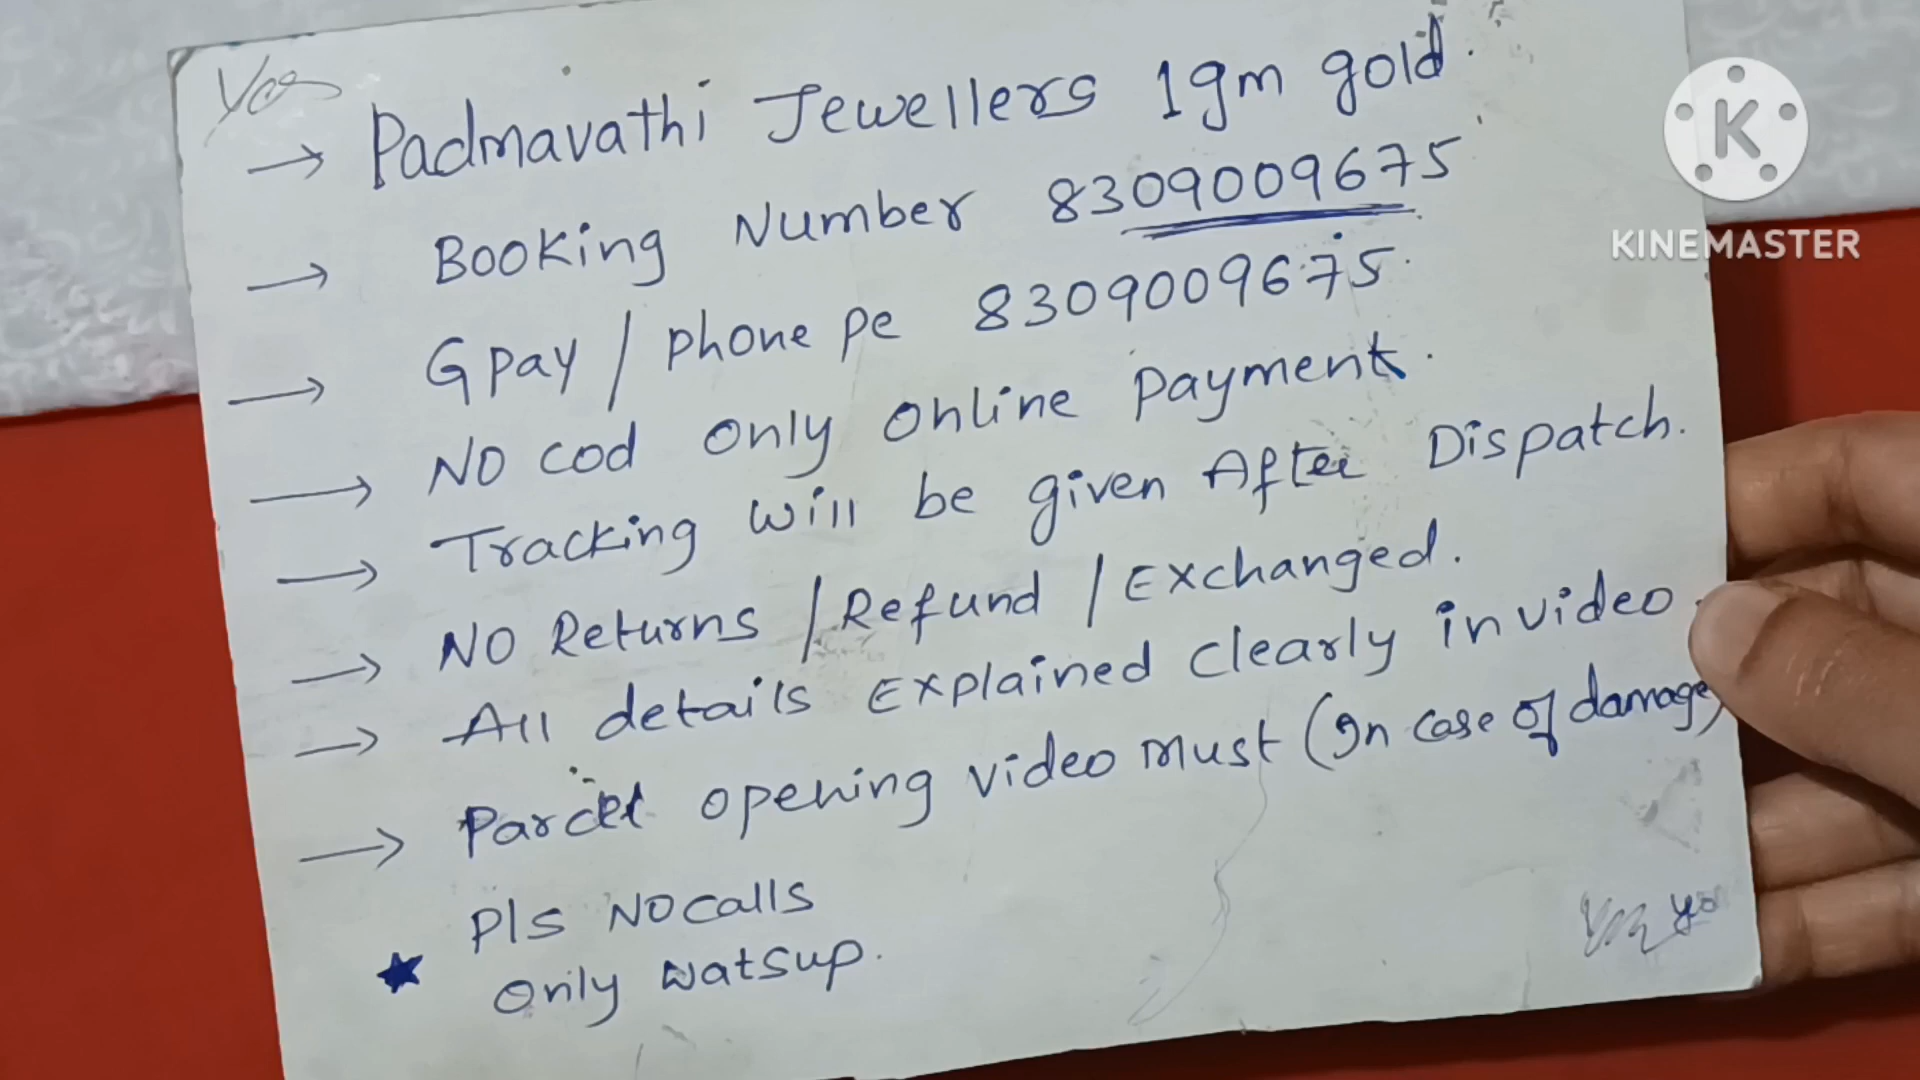 Yes
→ Padmavathi Jewellers 1gm gold.
→ Booking Number 8309009675
→ Gpay / phone pe 8309009675.
→ NO cod only online payment.
→ Tracking will be given After Dispatch.
→ NO Returns / Refund / Exchanged.
→ All details Explained clearly in video.
→ Parcel opening video must (In case of damage)
★ Pls NO calls
only watsup.
K
KINEMASTER